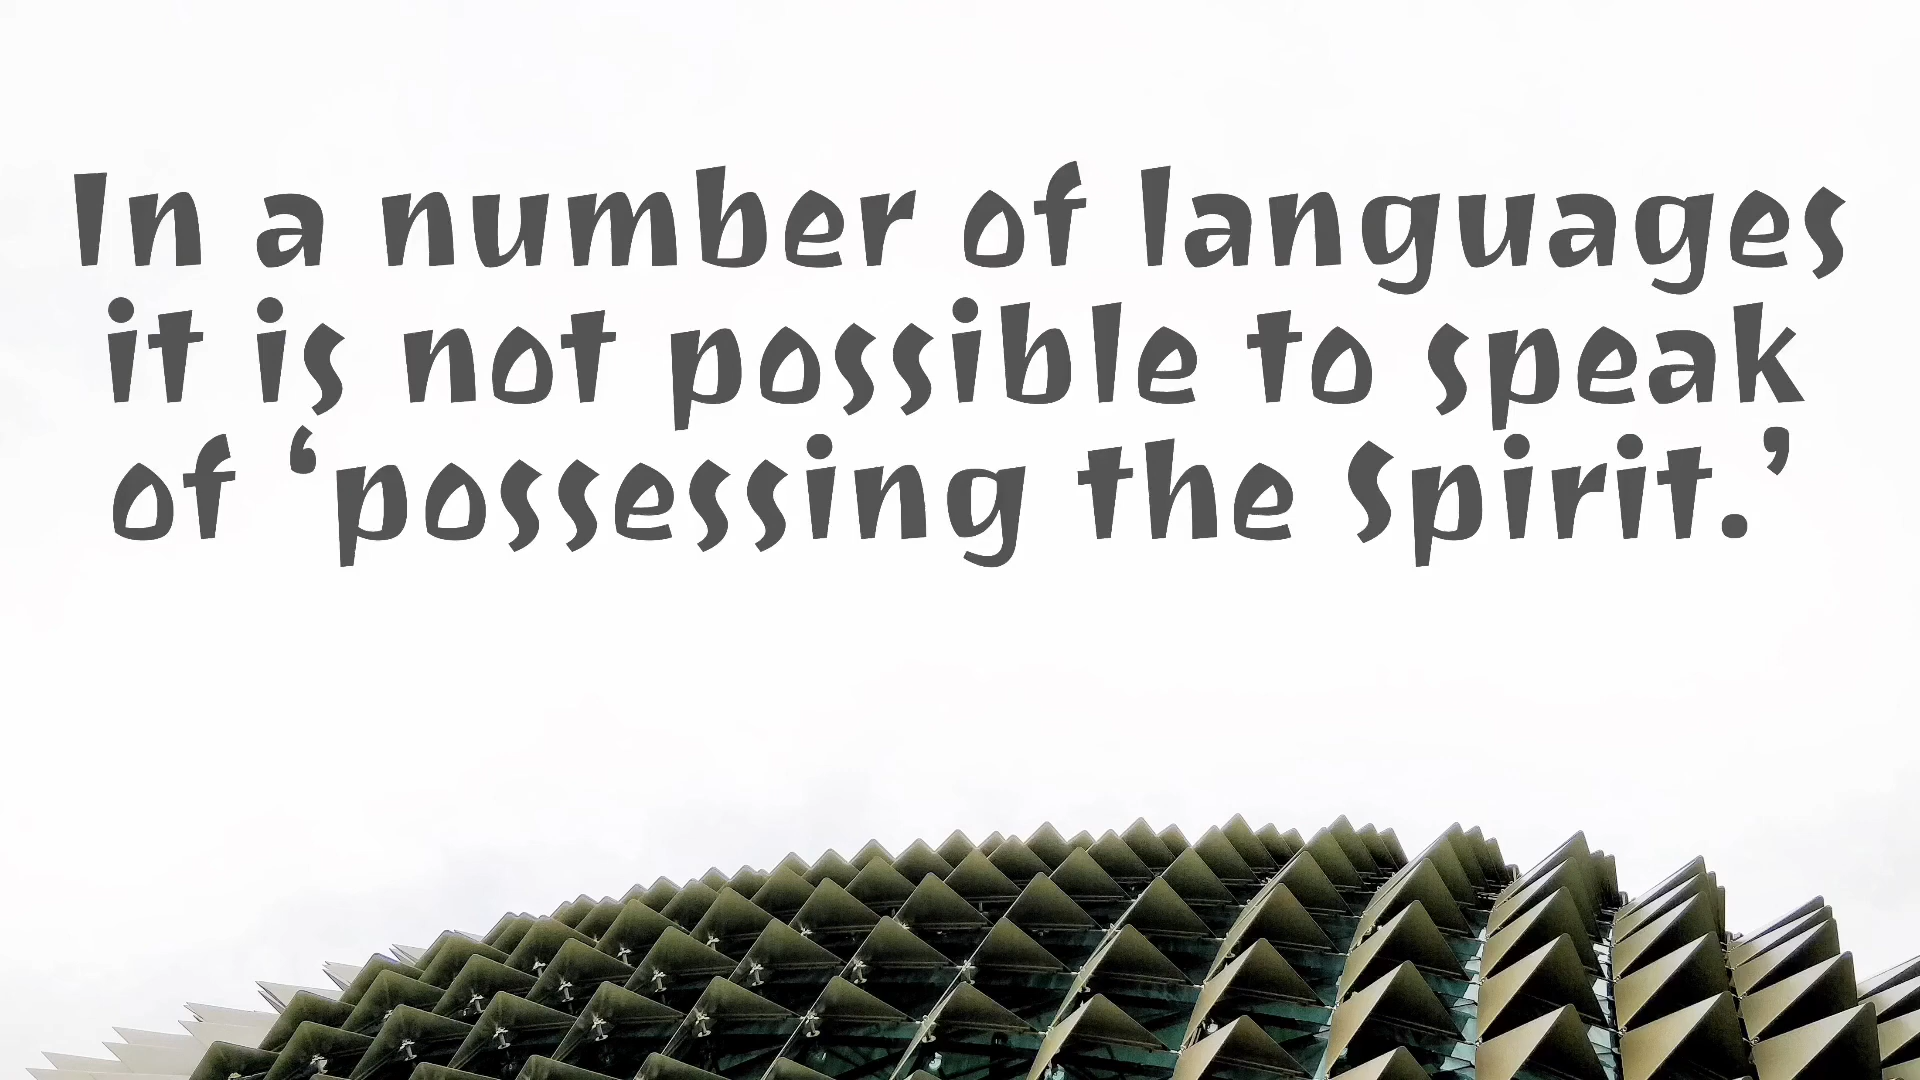 In a number of languages
it is not possible to speak
of ‘possessing the Spirit.’